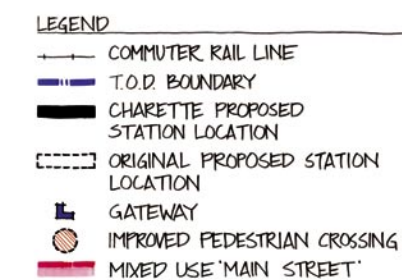 LEGEND
COMMUTER RAIL LINE
T.O.D. BOUNDARY
CHARETTE PROPOSED
STATION LOCATION
ORIGINAL PROPOSED STATION
LOCATION
GATEWAY
IMPROVED PEDESTRIAN CROSSING
MIXED USE 'MAIN STREET'